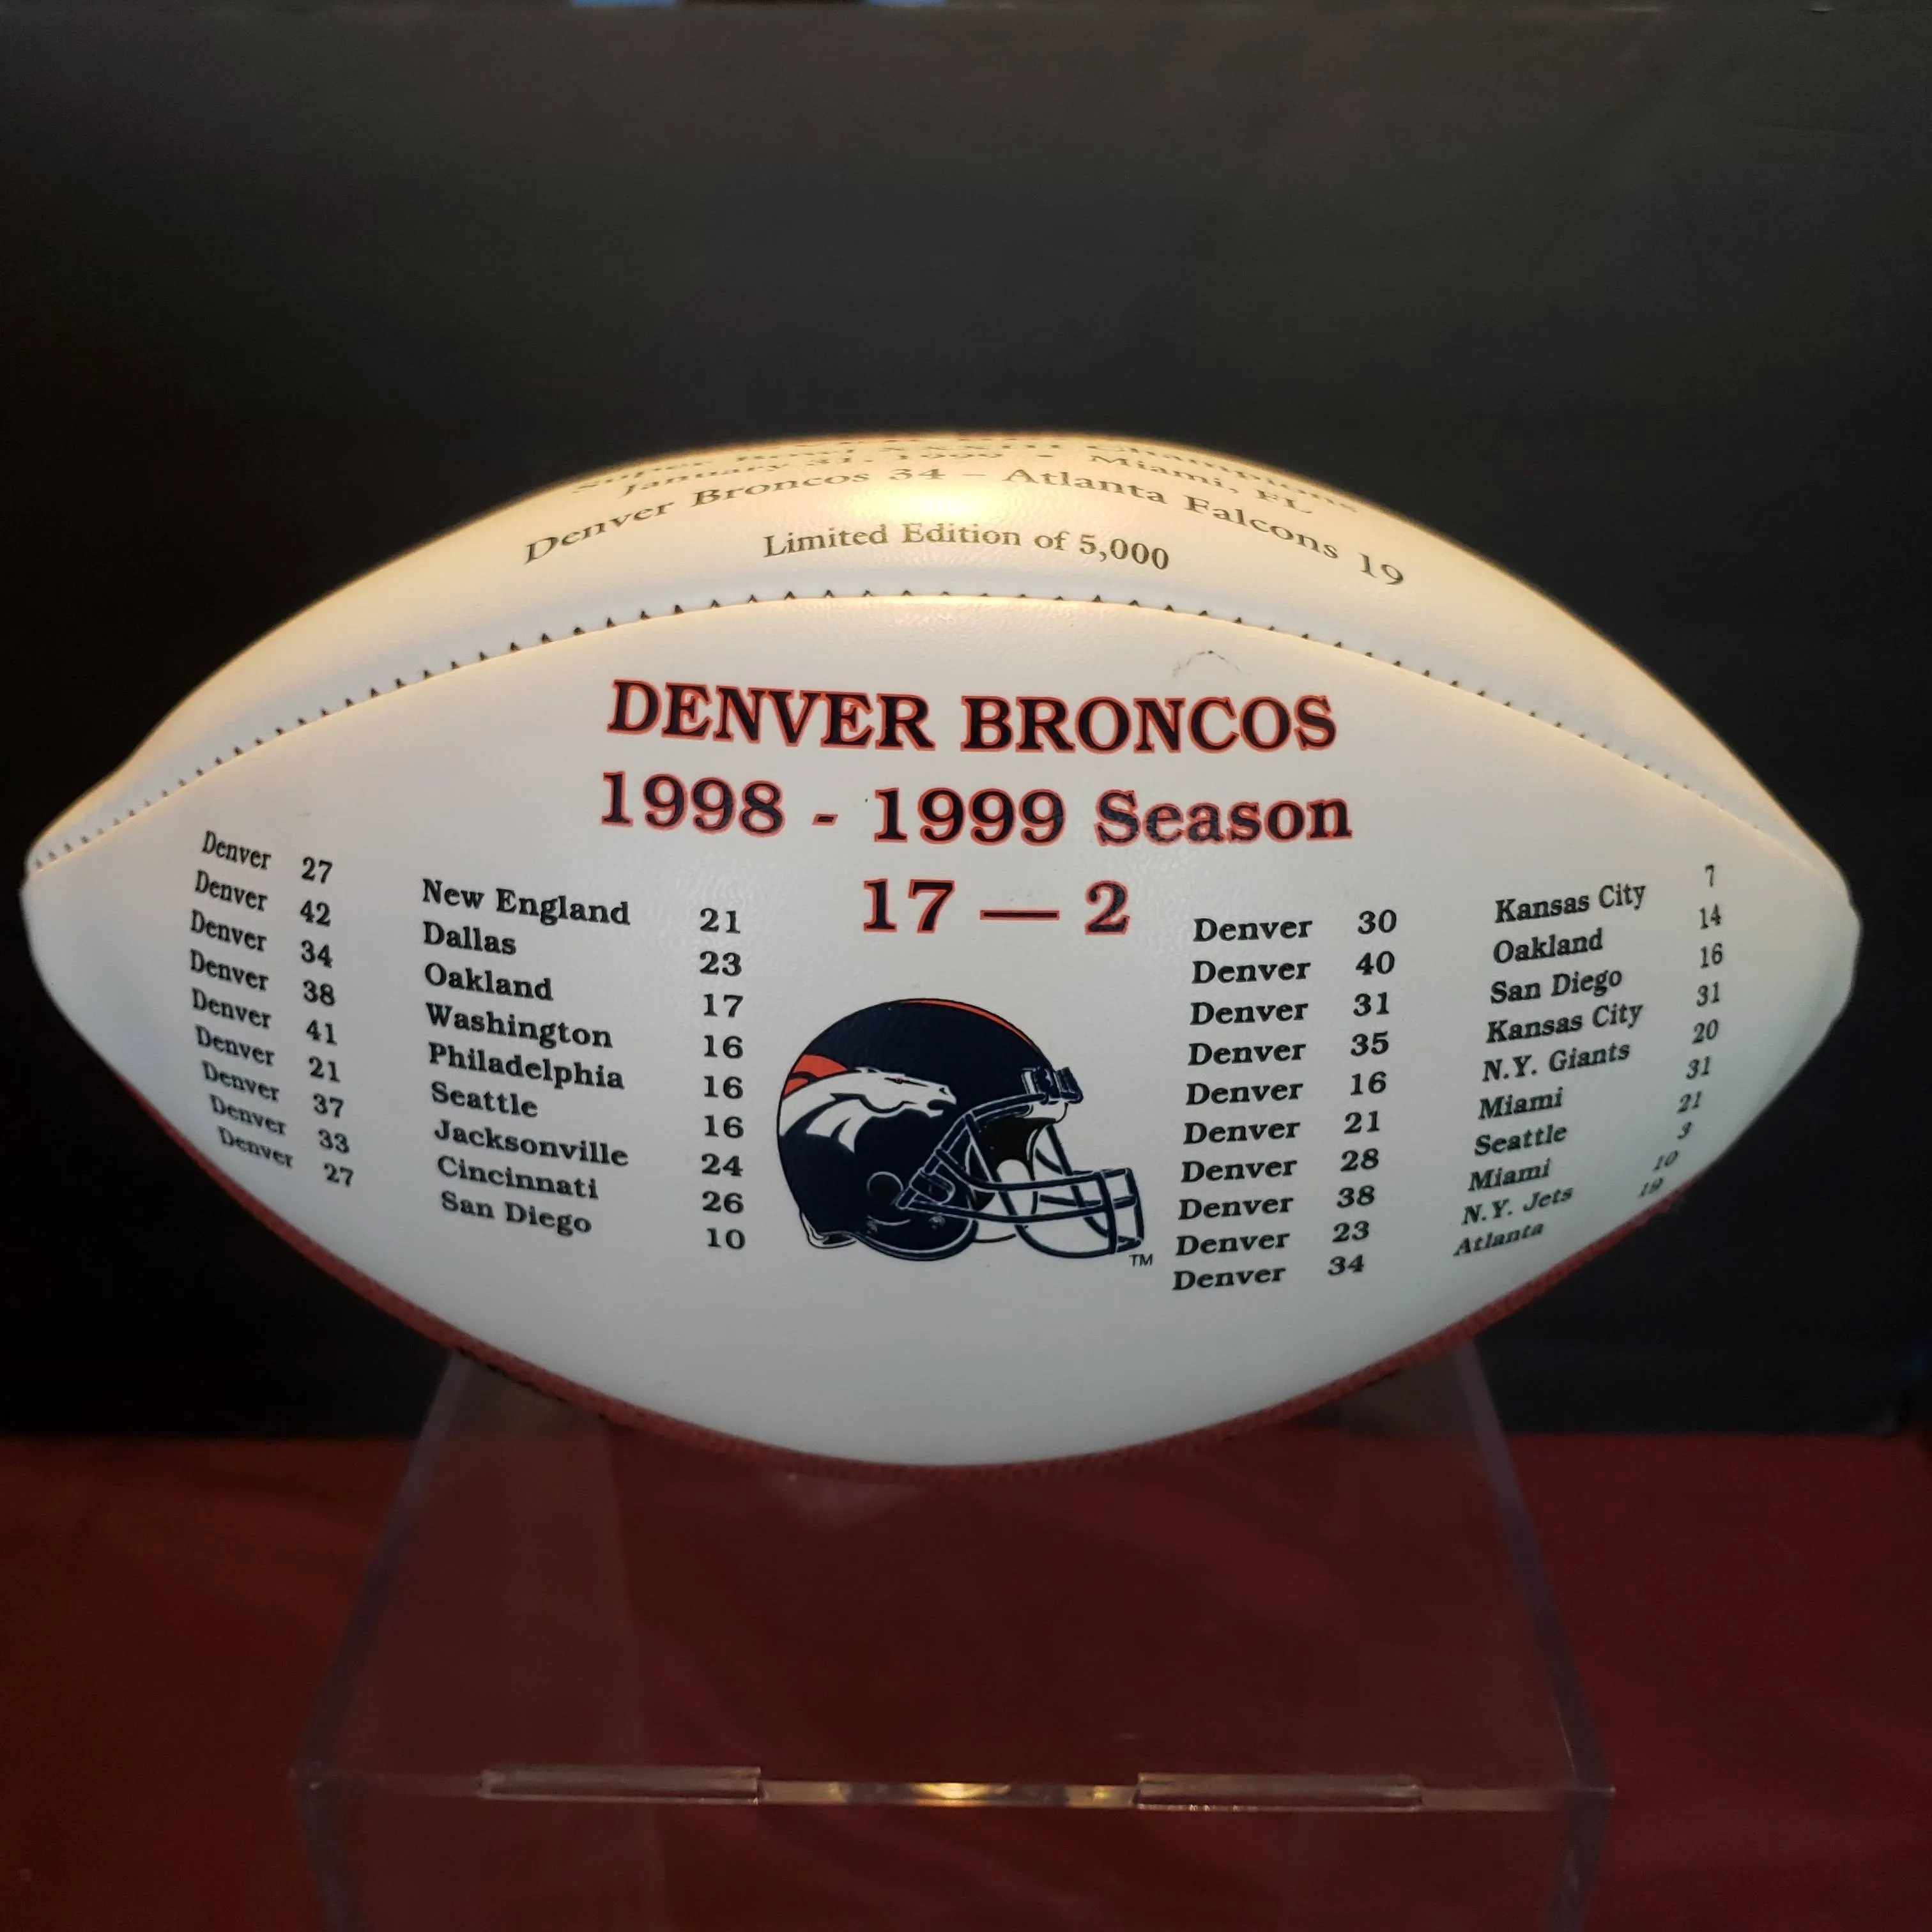 Super Bowl XXXIII Champions
January 31, 1999 • Miami, FL
Denver Broncos 34 – Atlanta Falcons 19
Limited Edition of 5,000
DENVER BRONCOS
1998 - 1999 Season
17 — 2
Denver 27 New England 21
Denver 42 Dallas 23
Denver 34 Oakland 17
Denver 38 Washington 16
Denver 41 Philadelphia 16
Denver 21 Seattle 16
Denver 37 Jacksonville 24
Denver 33 Cincinnati 26
Denver 27 San Diego 10
Denver 30 Kansas City 7
Denver 40 Oakland 14
Denver 31 San Diego 16
Denver 35 Kansas City 31
Denver 16 N.Y. Giants 20
Denver 21 Miami 31
Denver 28 Seattle 21
Denver 38 Miami 3
Denver 23 N.Y. Jets 10
Denver 34 Atlanta 19
TM